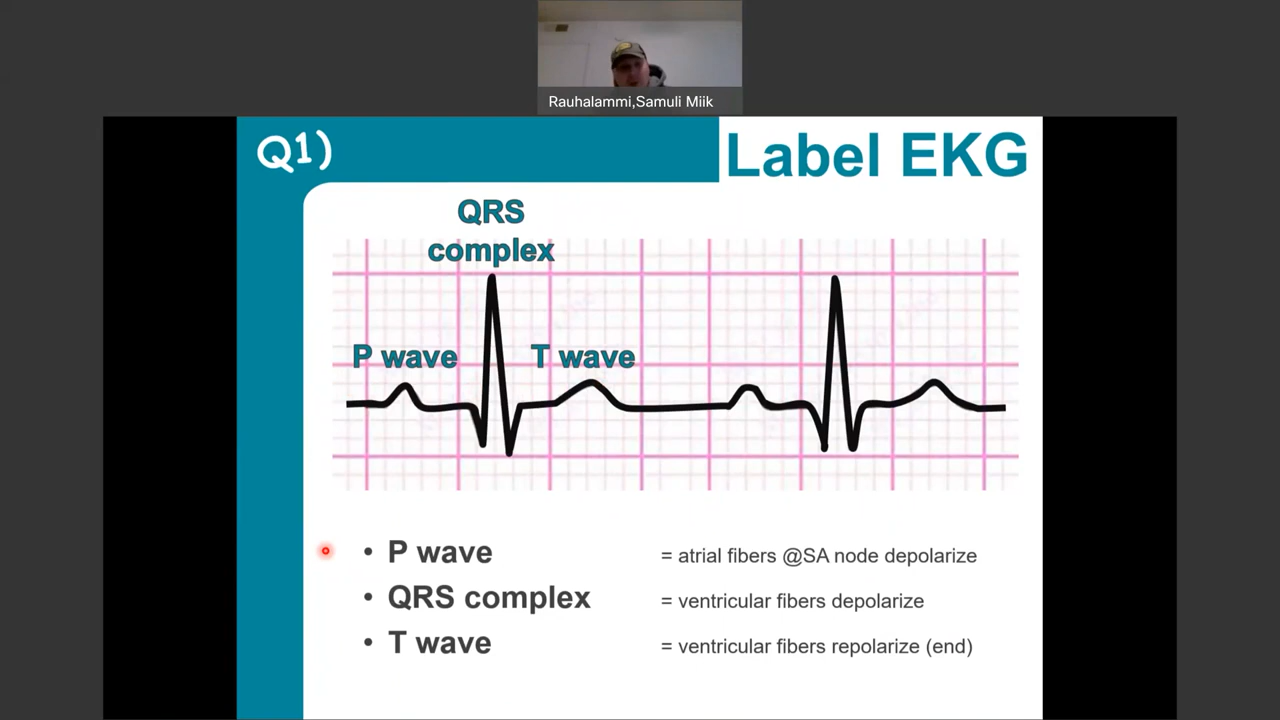 Rauhalammi,Samuli Miik
Q1)
Label EKG
QRS
complex
P wave
T wave
• P wave = atrial fibers @SA node depolarize
• QRS complex = ventricular fibers depolarize
• T wave = ventricular fibers repolarize (end)